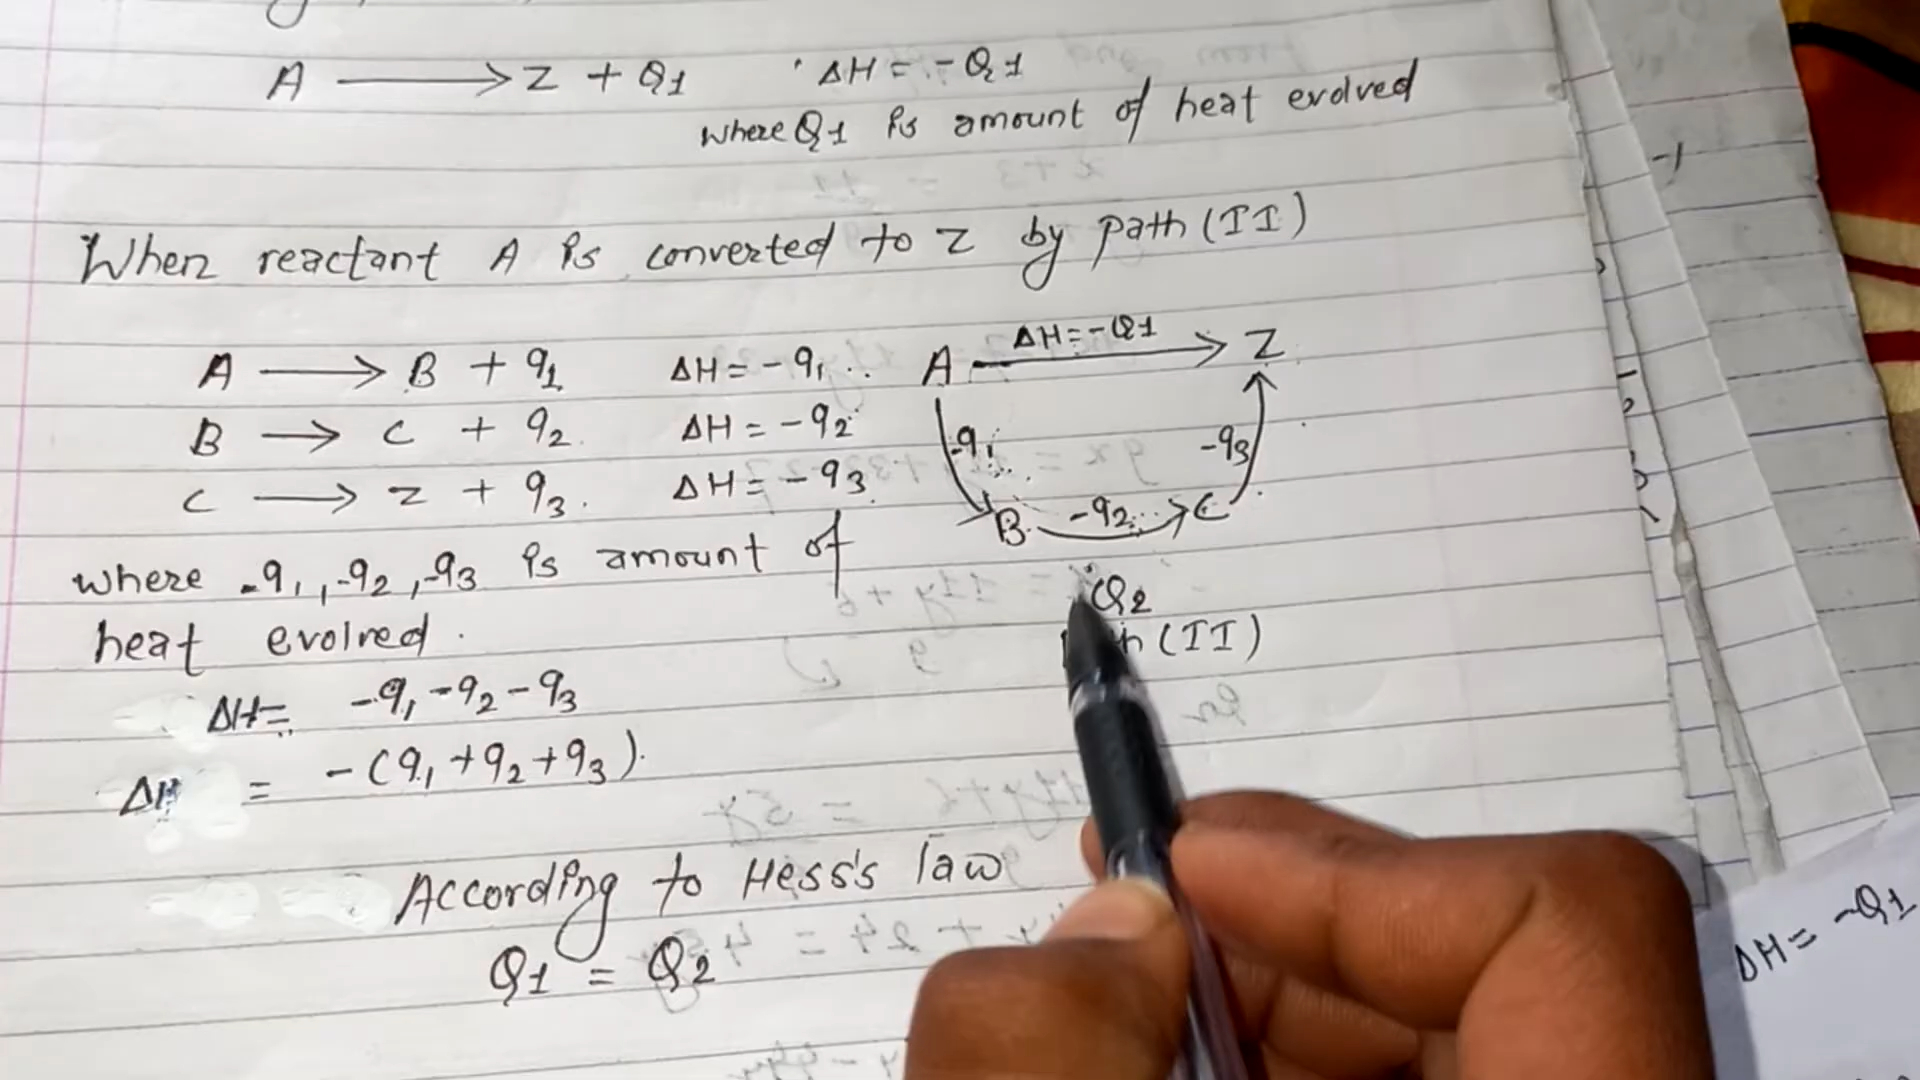 A ⟶ Z + Q1 ΔH = -Q1
where Q1 is amount of heat evolved
When reactant A is converted to Z by path (II)
A ⟶ B + q1 ΔH = -q1
B ⟶ C + q2 ΔH = -q2
C ⟶ Z + q3 ΔH = -q3
where -q1, -q2, -q3 is amount of
heat evolved.
ΔH = -q1 -q2 - q3
ΔH = -(q1 + q2 + q3).
ΔH = -Q1
A ⟶ Z
-q1
-q3
B -q2 C
Q2
(II)
According to Hess's law
Q1 = Q2
ΔH = -Q1